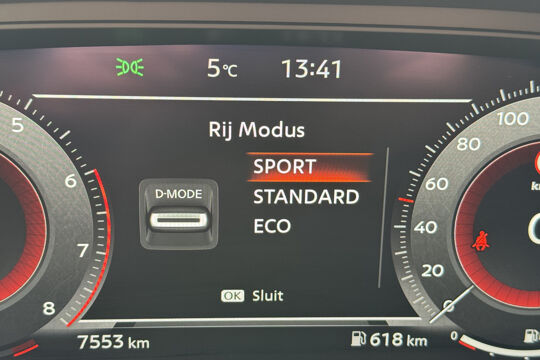 5°C 13:41
Rij Modus
SPORT
D-MODE
STANDARD
ECO
OK Sluit
5
6
7
8
100
80
60
40
20
0
0
7553 km
618 km